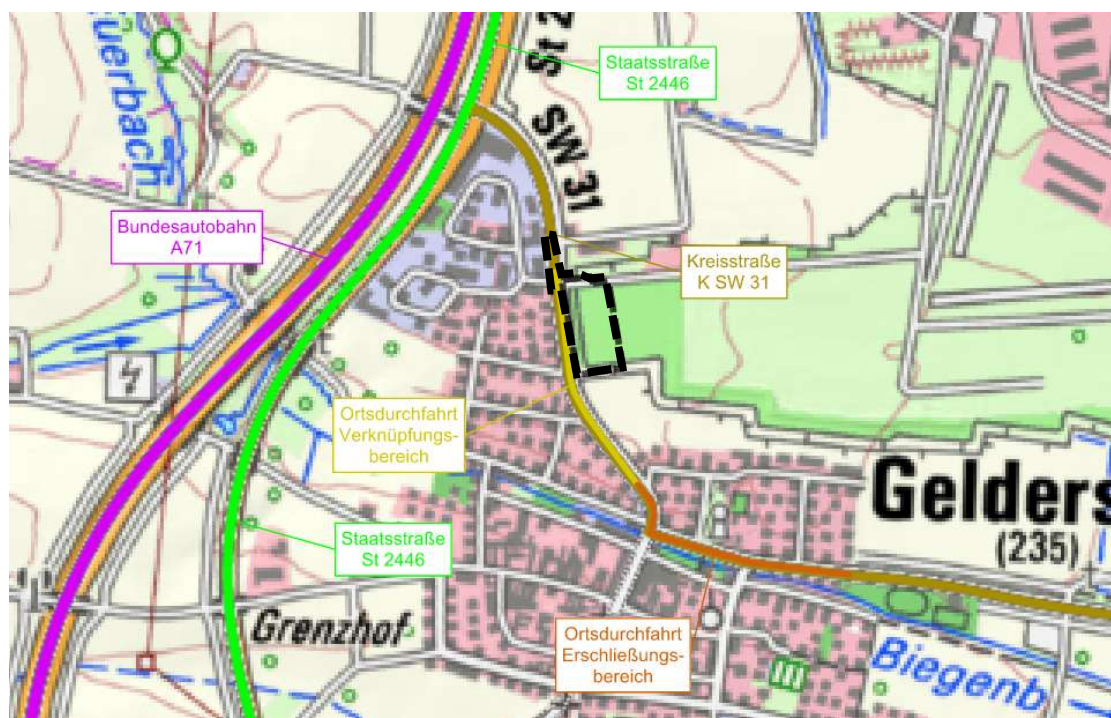 Euerbach
St 2
SW 31
Staatsstraße
St 2446
Bundesautobahn
A71
Kreisstraße
K SW 31
Ortsdurchfahrt
Verknüpfungs-
bereich
Gelders
(235)
Staatsstraße
St 2446
Grenzhof
Ortsdurchfahrt
Erschließungs-
bereich
Biegenb